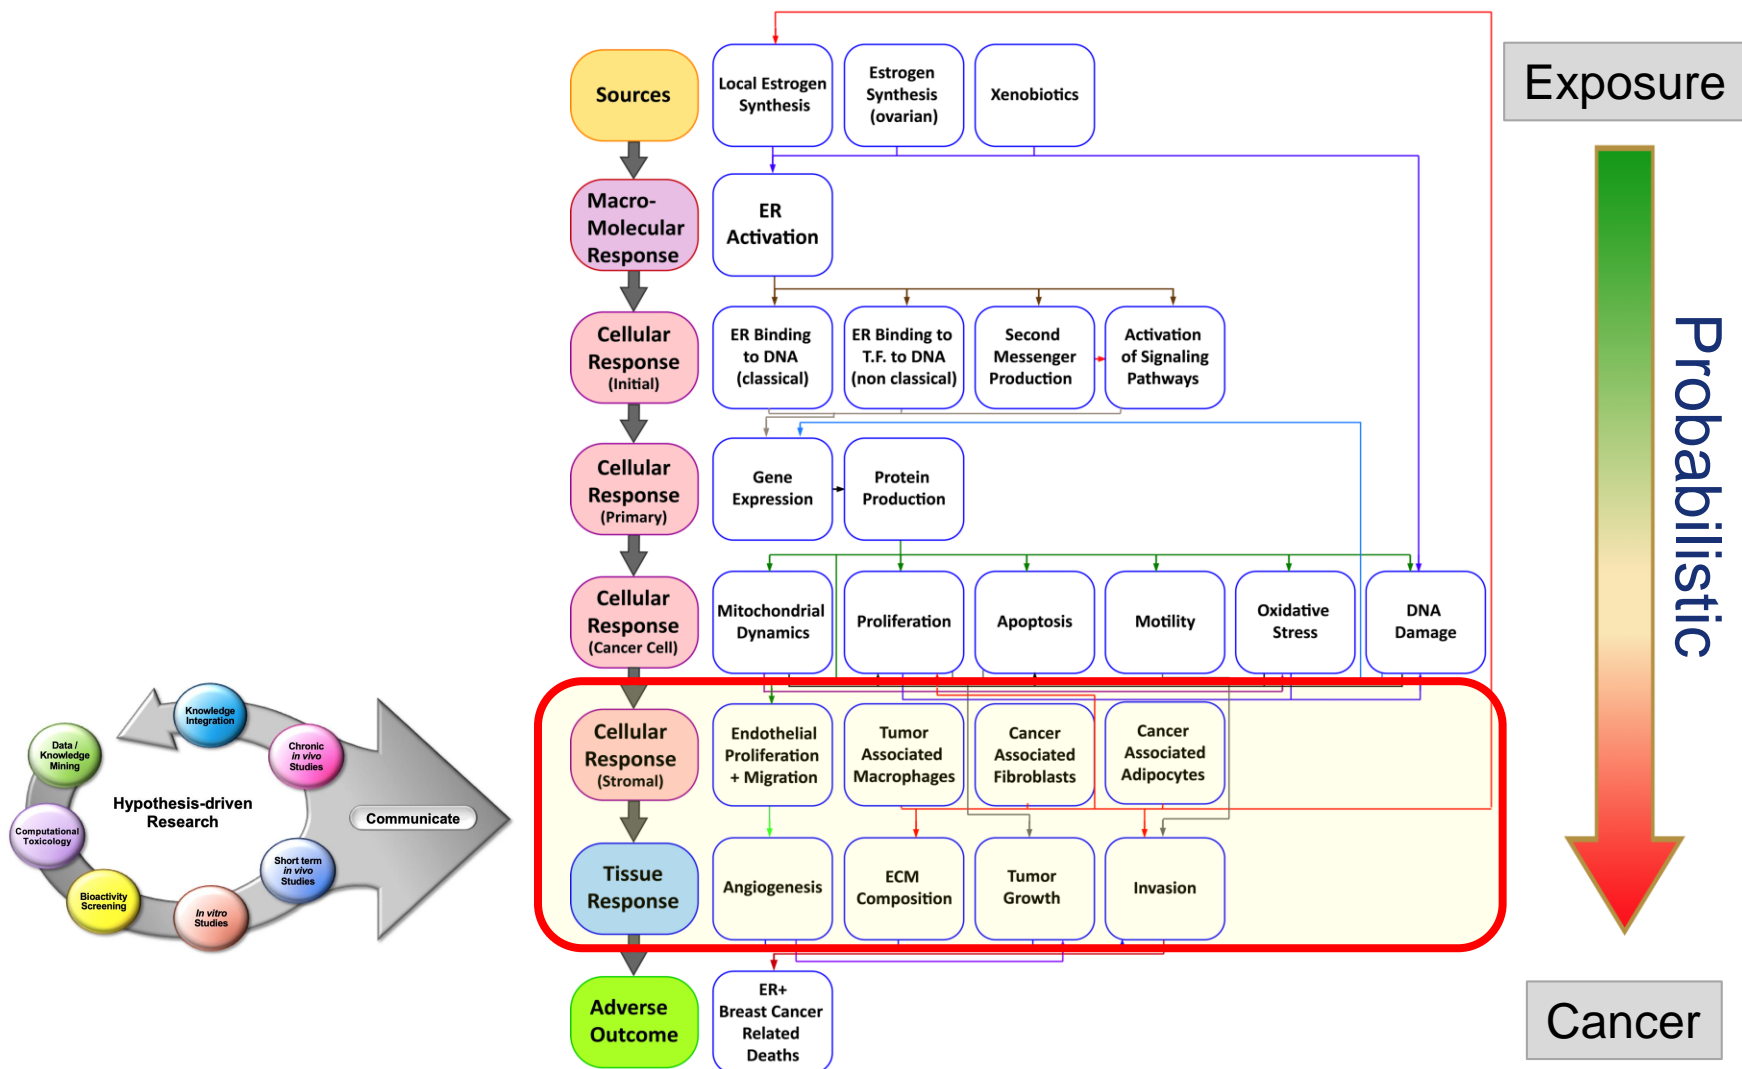 Exposure
Probabilistic
Cancer
Sources
Local Estrogen
Synthesis
Estrogen
Synthesis
(ovarian)
Xenobiotics
Macro-
Molecular
Response
ER
Activation
Cellular
Response
(Initial)
ER Binding
to DNA
(classical)
ER Binding to
T.F. to DNA
(non classical)
Second
Messenger
Production
Activation
of Signaling
Pathways
Cellular
Response
(Primary)
Gene
Expression
Protein
Production
Cellular
Response
(Cancer Cell)
Mitochondrial
Dynamics
Proliferation
Apoptosis
Motility
Oxidative
Stress
DNA
Damage
Cellular
Response
(Stromal)
Endothelial
Proliferation
+ Migration
Tumor
Associated
Macrophages
Cancer
Associated
Fibroblasts
Cancer
Associated
Adipocytes
Tissue
Response
Angiogenesis
ECM
Composition
Tumor
Growth
Invasion
Adverse
Outcome
ER+
Breast Cancer
Related
Deaths
Knowledge
Integration
Data /
Knowledge
Mining
Chronic
in vivo
Studies
Hypothesis-driven
Research
Communicate
Computational
Toxicology
Short term
in vivo
Studies
Bioactivity
Screening
In vitro
Studies